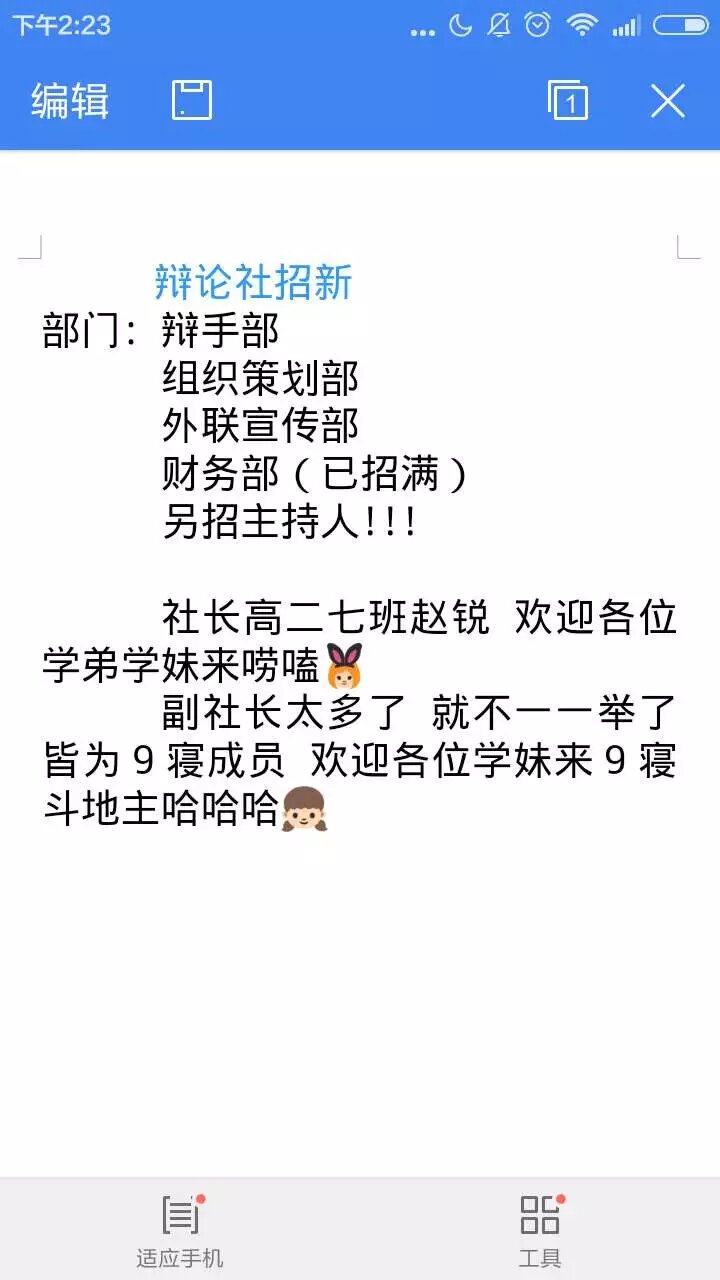 下午2:23
编辑
1
辩论社招新
部门：辩手部
组织策划部
外联宣传部
财务部（已招满）
另招主持人!!!
社长高二七班赵锐 欢迎各位
学弟学妹来唠嗑👯
副社长太多了 就不一一举了
皆为9寝成员 欢迎各位学妹来9寝
斗地主哈哈哈👧
适应手机
工具